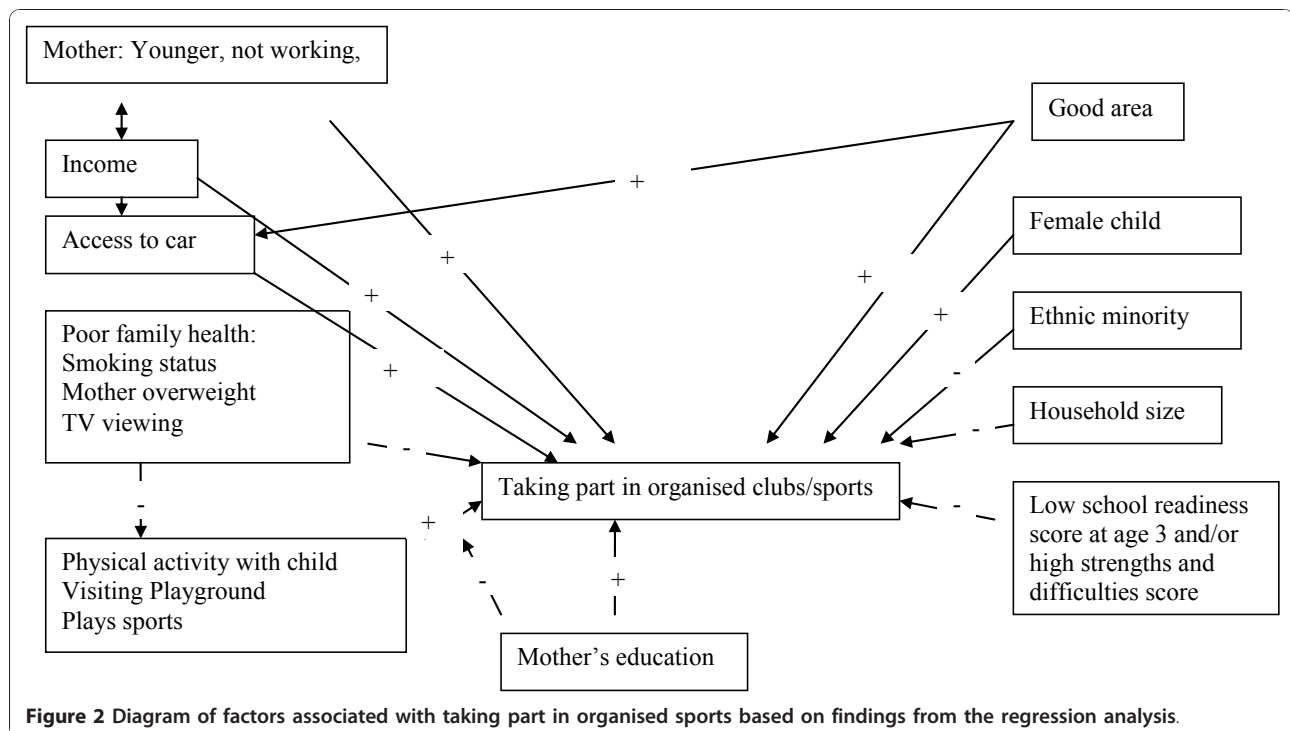 Mother: Younger, not working,
Good area
Income
+
Female child
Access to car
+
+
+
+
Ethnic minority
Poor family health:
Smoking status
Mother overweight
TV viewing
+
-
Household size
-
-
Taking part in organised clubs/sports
-
Low school readiness
score at age 3 and/or
high strengths and
difficulties score
-
+
Physical activity with child
Visiting Playground
Plays sports
-
+
Mother's education
Figure 2 Diagram of factors associated with taking part in organised sports based on findings from the regression analysis.